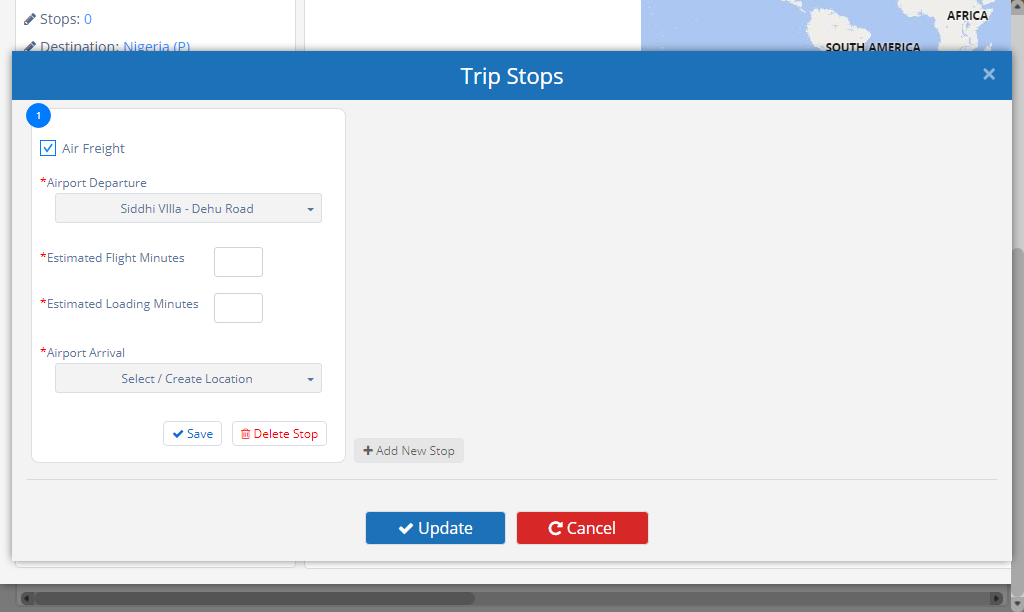 Stops: 0
Destination: Nigeria (P)
AFRICA
SOUTH AMERICA
Trip Stops
×
1
Air Freight
*Airport Departure
Siddhi VIlla - Dehu Road
*Estimated Flight Minutes
*Estimated Loading Minutes
*Airport Arrival
Select / Create Location
Save
Delete Stop
Add New Stop
Update
Cancel